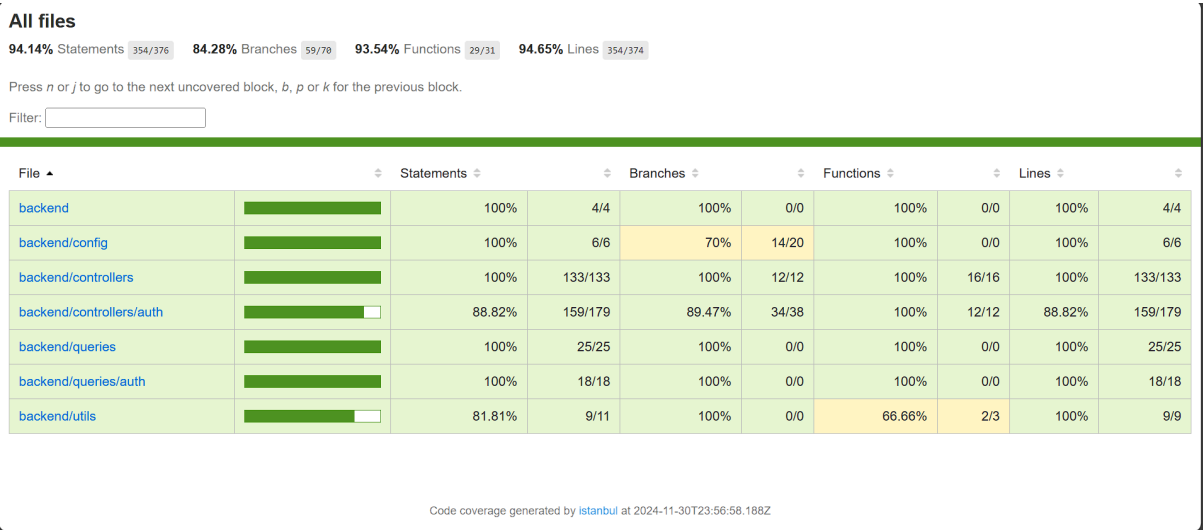 All files
94.14% Statements 354/376 84.28% Branches 59/70 93.54% Functions 29/31 94.65% Lines 354/374
Press n or j to go to the next uncovered block, b, p or k for the previous block.
Filter:
File Statements Branches Functions Lines
backend 100% 4/4 100% 0/0 100% 0/0 100% 4/4
backend/config 100% 6/6 70% 14/20 100% 0/0 100% 6/6
backend/controllers 100% 133/133 100% 12/12 100% 16/16 100% 133/133
backend/controllers/auth 88.82% 159/179 89.47% 34/38 100% 12/12 88.82% 159/179
backend/queries 100% 25/25 100% 0/0 100% 0/0 100% 25/25
backend/queries/auth 100% 18/18 100% 0/0 100% 0/0 100% 18/18
backend/utils 81.81% 9/11 100% 0/0 66.66% 2/3 100% 9/9
Code coverage generated by istanbul at 2024-11-30T23:56:58.188Z